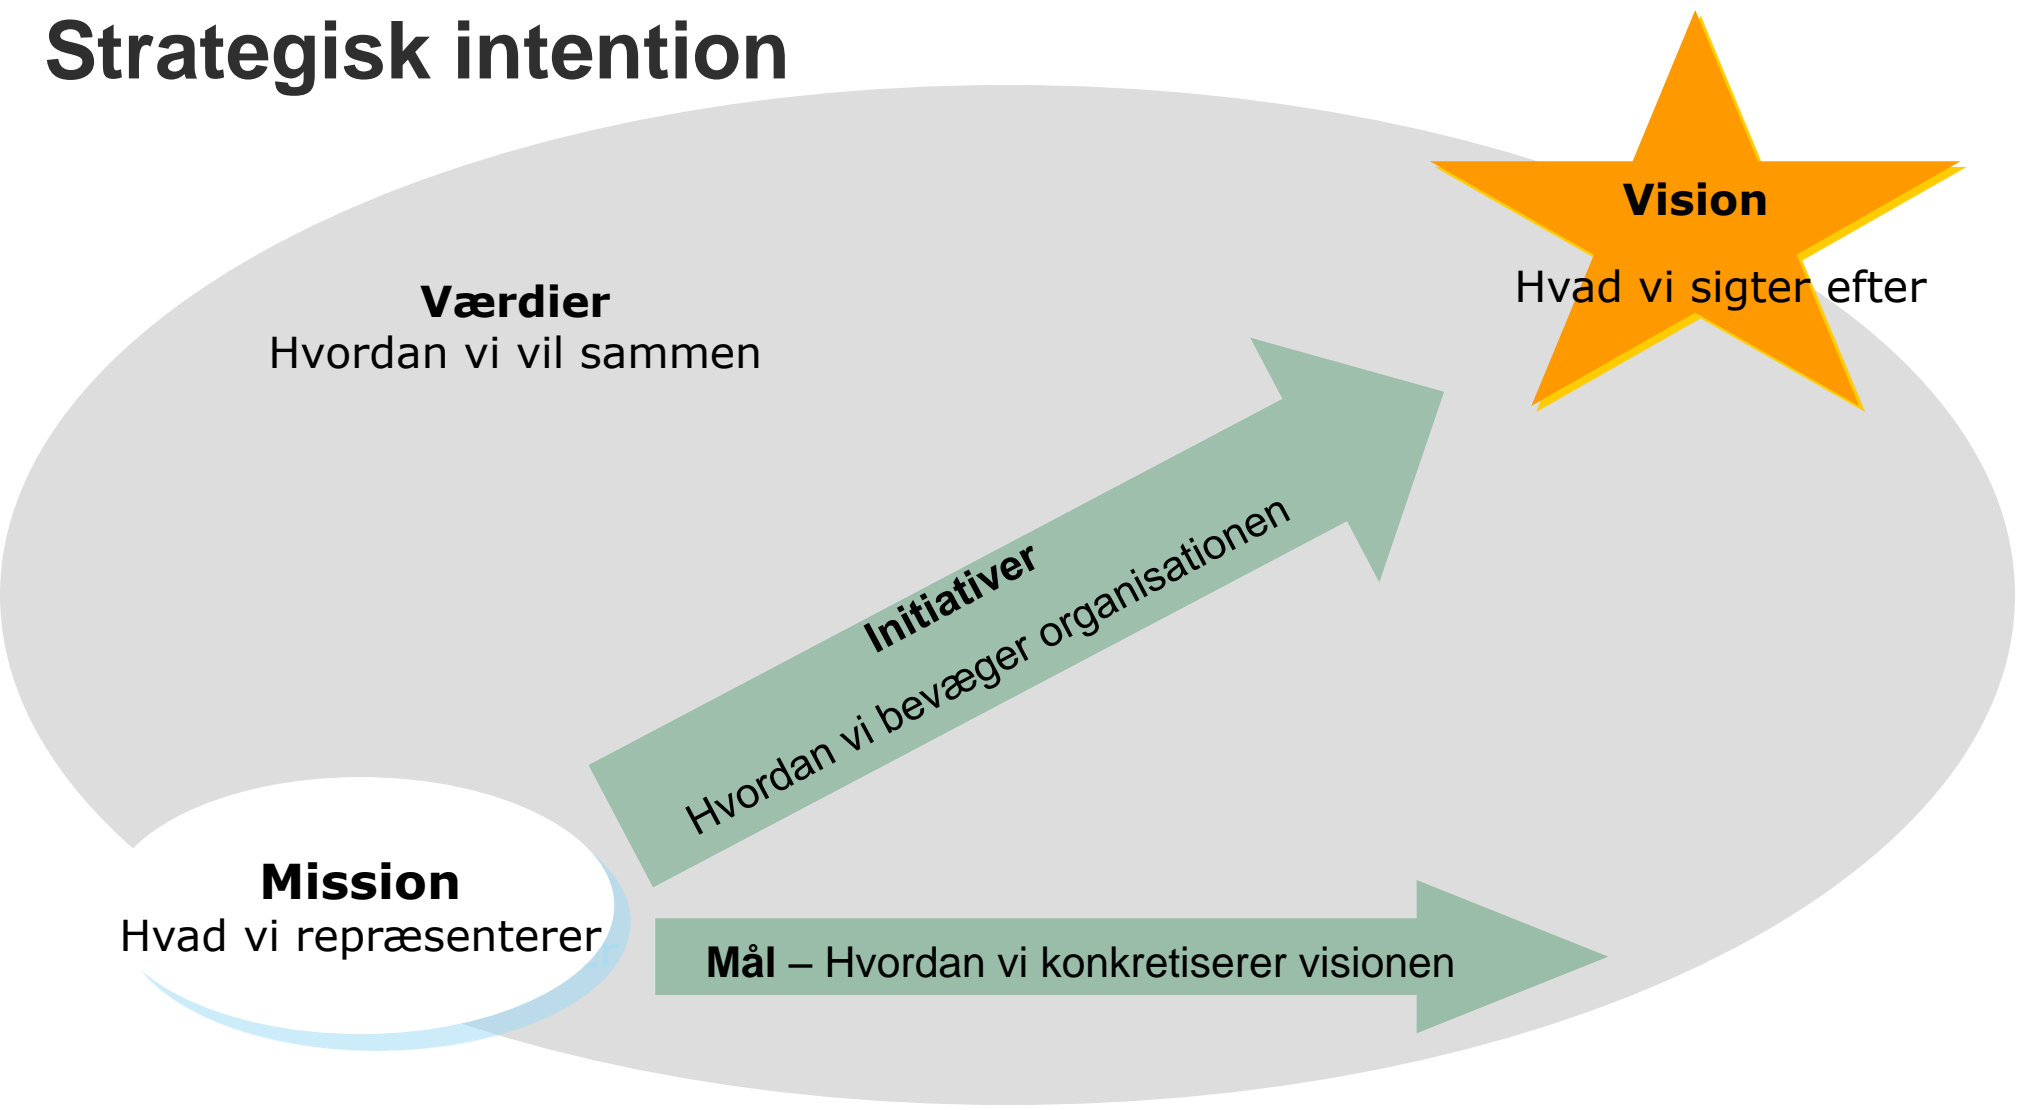 Strategisk intention
Vision
Hvad vi sigter efter
Værdier
Hvordan vi vil sammen
Initiativer
Hvordan vi bevæger organisationen
Mission
Hvad vi repræsenterer
Mål – Hvordan vi konkretiserer visionen